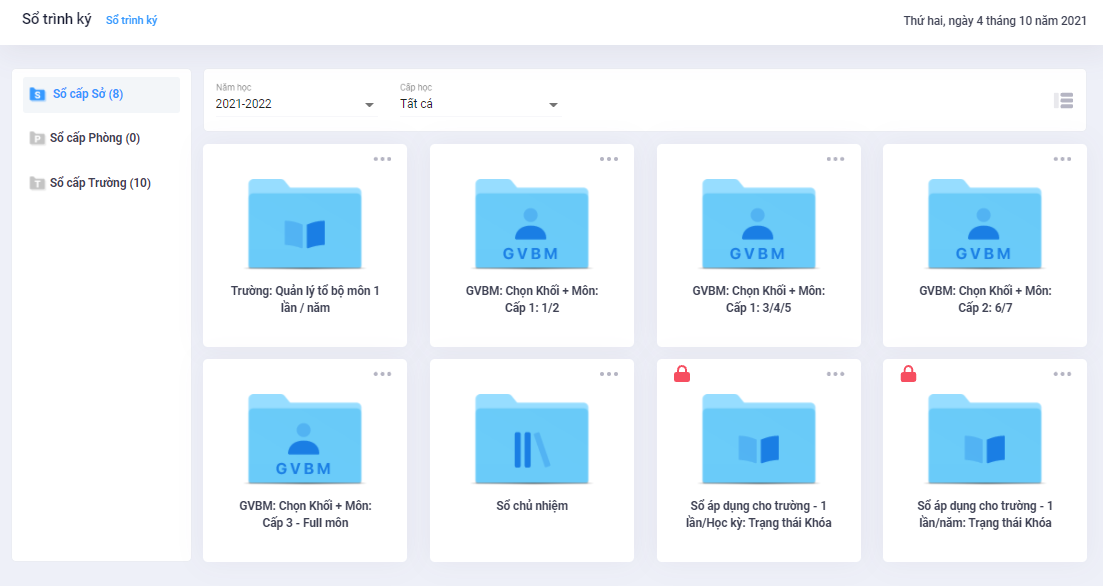 Sổ trình ký
Sổ trình ký
Thứ hai, ngày 4 tháng 10 năm 2021
S
Sổ cấp Sở (8)
P
Sổ cấp Phòng (0)
T
Sổ cấp Trường (10)
Năm học
2021-2022
Cấp học
Tất cả
Trường: Quản lý tổ bộ môn 1
lần / năm
GVBM
GVBM: Chọn Khối + Môn:
Cấp 1: 1/2
GVBM
GVBM: Chọn Khối + Môn:
Cấp 1: 3/4/5
GVBM
GVBM: Chọn Khối + Môn:
Cấp 2: 6/7
GVBM
GVBM: Chọn Khối + Môn:
Cấp 3 - Full môn
Sổ chủ nhiệm
Sổ áp dụng cho trường - 1
lần/Học kỳ: Trạng thái Khóa
Sổ áp dụng cho trường - 1
lần/năm: Trạng thái Khóa